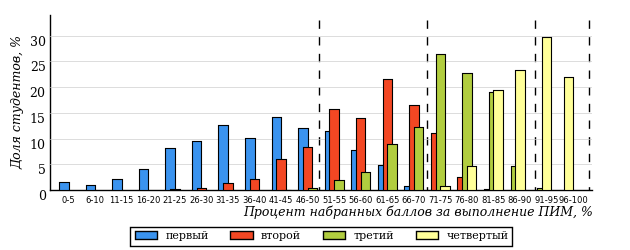 Доля студентов, %
30
25
20
15
10
5
0
0-5 6-10 11-15 16-20 21-25 26-30 31-35 36-40 41-45 46-50 51-55 56-60 61-65 66-70 71-75 76-80 81-85 86-90 91-95 96-100
Процент набранных баллов за выполнение ПИМ, %
первый второй третий четвертый